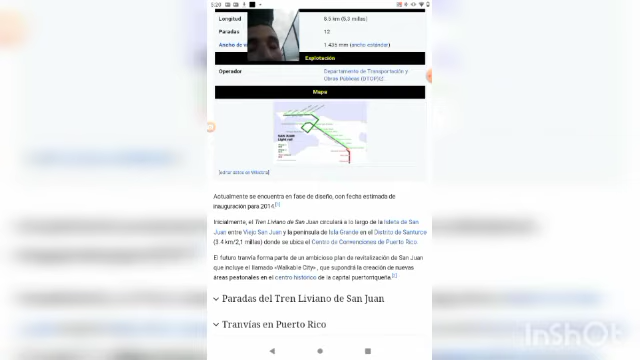 5:20
Longitud 8.5 km (5.3 millas)
Paradas 12
Ancho de v 1.435 mm (ancho estándar)
Explotación
Operador Departamento de Transportación y
Obras Públicas (DTOP)
Mapa
[editar datos en Wikidata]
Actualmente se encuentra en fase de diseño, con fecha estimada de
inauguración para 2014.
Inicialmente, el Tren Liviano de San Juan circulará a lo largo de la Isleta de San
Juan entre Viejo San Juan y la península de Isla Grande en el Distrito de Santurce
(3.4 km/2,1 millas) donde se ubica el Centro de Convenciones de Puerto Rico
El futuro tranvía forma parte de un ambicioso plan de revitalización de San Juan
que incluye el llamado «Walkable City», que supondrá la creación de nuevas
áreas peatonales en el centro histórico de la capital puertorriqueña.
Paradas del Tren Liviano de San Juan
Tranvías en Puerto Rico
InShOt